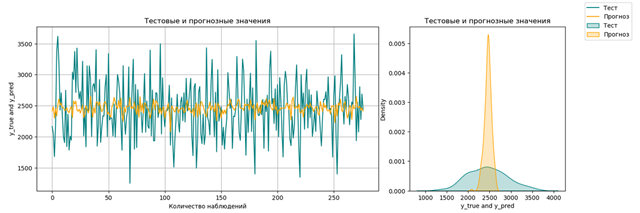 Тестовые и прогнозные значения
y_true and y_pred
3500
3000
2500
2000
1500
0
50
100
150
200
250
Количество наблюдений
Тестовые и прогнозные значения
Density
0.005
0.004
0.003
0.002
0.001
0.000
1000 1500 2000 2500 3000 3500 4000
y_true and y_pred
Тест
Прогноз
Тест
Прогноз